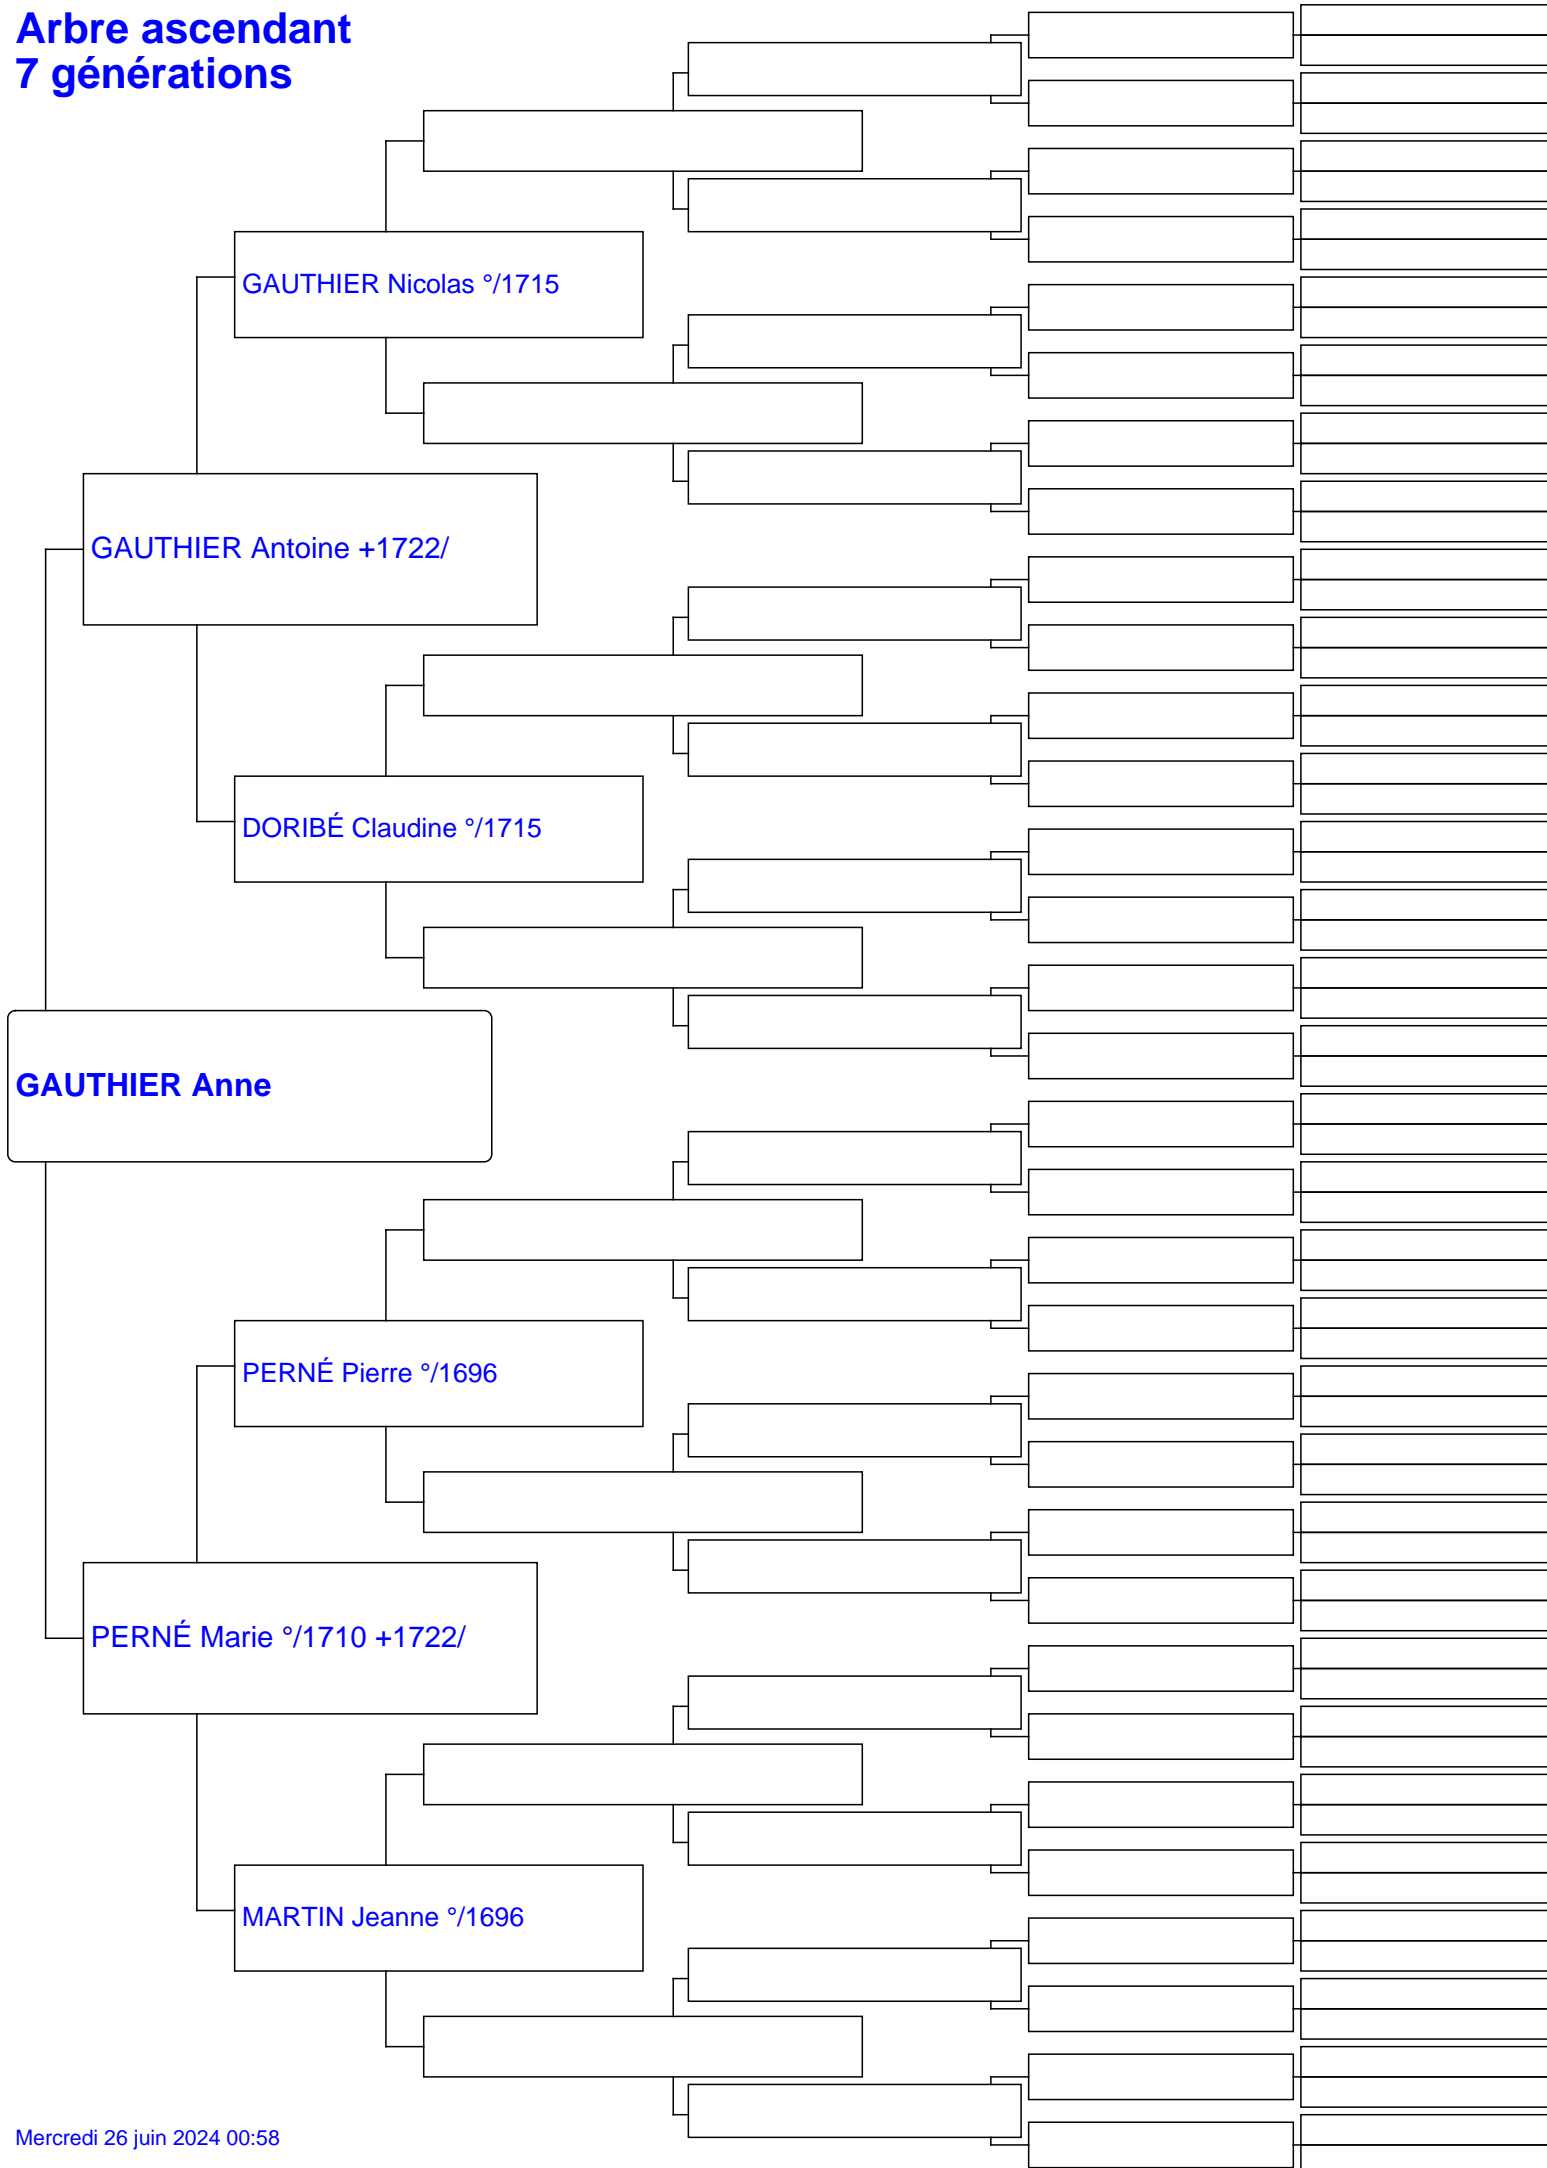 Arbre ascendant
7 générations
GAUTHIER Nicolas °/1715
GAUTHIER Antoine +1722/
DORIBÉ Claudine °/1715
GAUTHIER Anne
PERNÉ Pierre °/1696
PERNÉ Marie °/1710 +1722/
MARTIN Jeanne °/1696
Mercredi 26 juin 2024 00:58